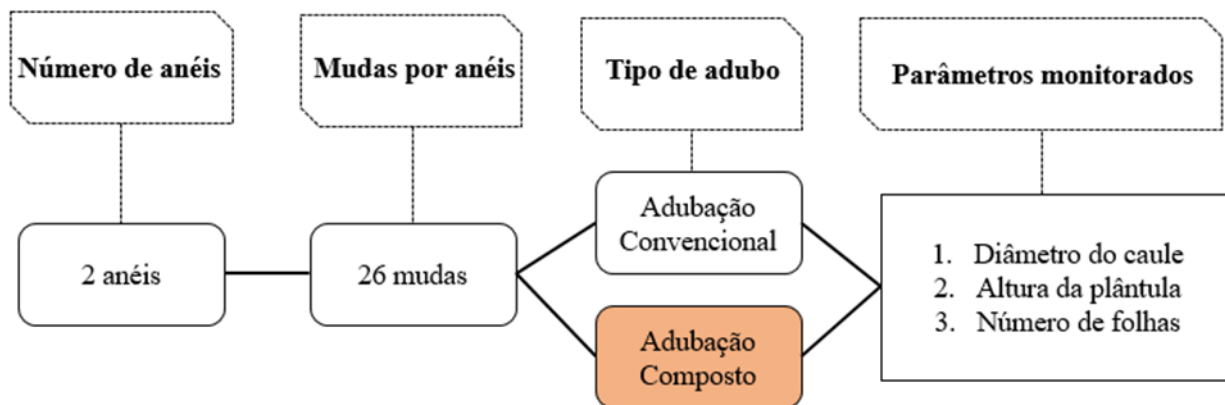 Número de anéis
Mudas por anéis
Tipo de adubo
Parâmetros monitorados
2 anéis
26 mudas
Adubação
Convencional
Adubação
Composto
1. Diâmetro do caule
2. Altura da plântula
3. Número de folhas